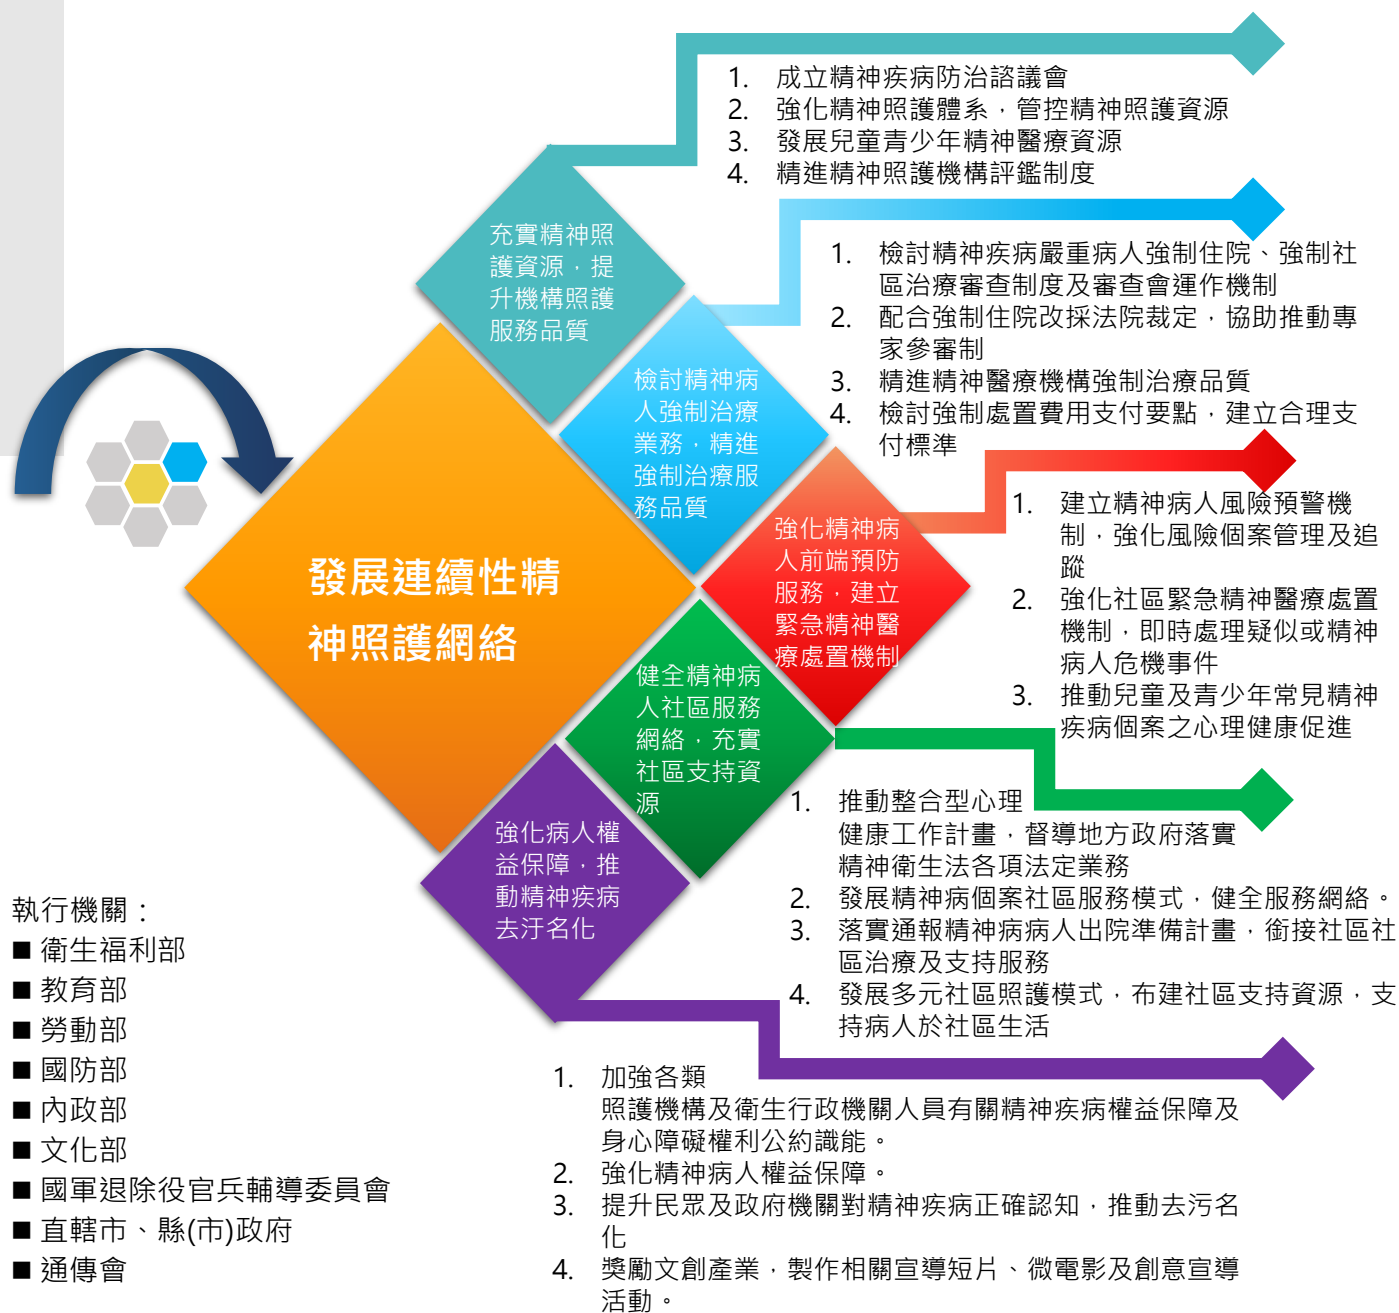 1. 成立精神疾病防治諮議會
2. 強化精神照護體系，管控精神照護資源
3. 發展兒童青少年精神醫療資源
4. 精進精神照護機構評鑑制度
充實精神照
護資源，提
升機構照護
服務品質
1. 檢討精神疾病嚴重病人強制住院、強制社
區治療審查制度及審查會運作機制
2. 配合強制住院改採法院裁定，協助推動專
家參審制
3. 精進精神醫療機構強制治療品質
4. 檢討強制處置費用支付要點，建立合理支
付標準
檢討精神病
人強制治療
業務，精進
強制治療服
務品質
1. 建立精神病人風險預警機
制，強化風險個案管理及追
蹤
2. 強化社區緊急精神醫療處置
機制，即時處理疑似或精神
病人危機事件
3. 推動兒童及青少年常見精神
疾病個案之心理健康促進
強化精神病
人前端預防
服務，建立
緊急精神醫
療處置機制
發展連續性精
神照護網絡
健全精神病
人社區服務
網絡，充實
社區支持資
源
1. 推動整合型心理
健康工作計畫，督導地方政府落實
精神衛生法各項法定業務
2. 發展精神病個案社區服務模式，健全服務網絡。
3. 落實通報精神病病人出院準備計畫，銜接社區社
區治療及支持服務
4. 發展多元社區照護模式，布建社區支持資源，支
持病人於社區生活
強化病人權
益保障，推
動精神疾病
去汙名化
1. 加強各類
照護機構及衛生行政機關人員有關精神疾病權益保障及
身心障礙權利公約識能。
2. 強化精神病人權益保障。
3. 提升民眾及政府機關對精神疾病正確認知，推動去污名
化
4. 獎勵文創產業，製作相關宣導短片、微電影及創意宣導
活動。
執行機關：
■ 衛生福利部
■ 教育部
■ 勞動部
■ 國防部
■ 內政部
■ 文化部
■ 國軍退除役官兵輔導委員會
■ 直轄市、縣(市)政府
■ 通傳會